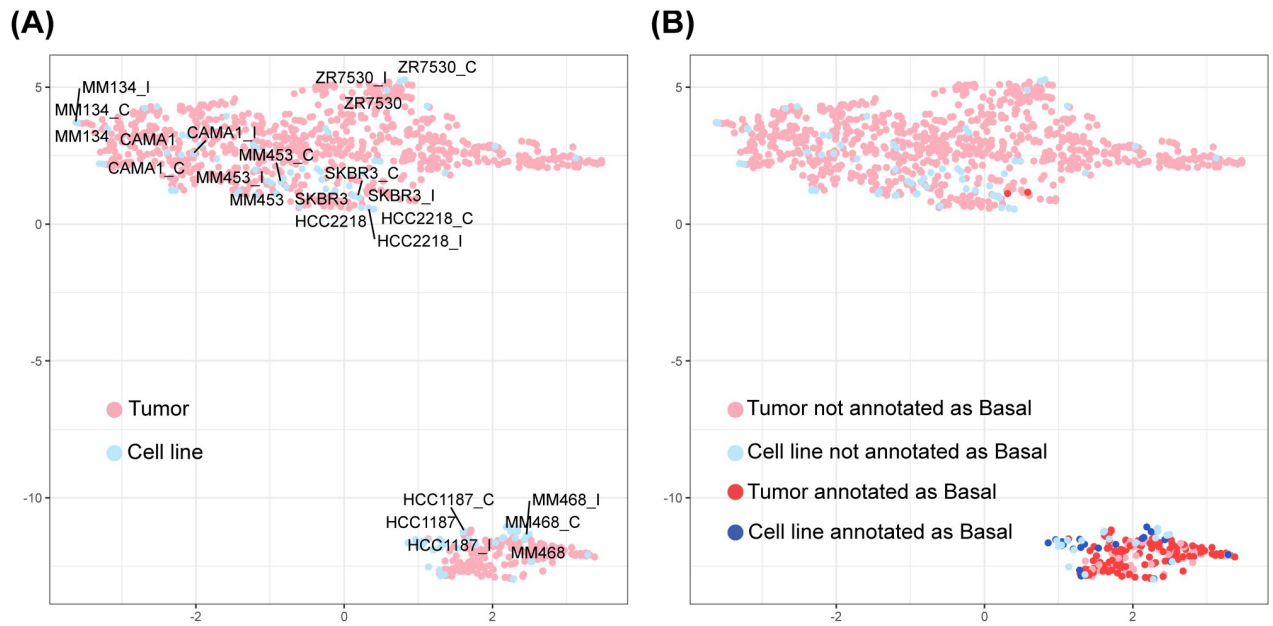 (A)
(B)
ZR7530_C
ZR7530_I
MM134_I
ZR7530
MM134_C
MM134
CAMA1
CAMA1_I
MM453_C
CAMA1_C
MM453_I
SKBR3_C
MM453
SKBR3
SKBR3_I
HCC2218
HCC2218_C
HCC2218_I
Tumor
Cell line
HCC1187_C
MM468_I
HCC1187
MM468_C
HCC1187_I
MM468
5
0
-5
-10
-2
0
2
5
0
-5
-10
Tumor not annotated as Basal
Cell line not annotated as Basal
Tumor annotated as Basal
Cell line annotated as Basal
-2
0
2